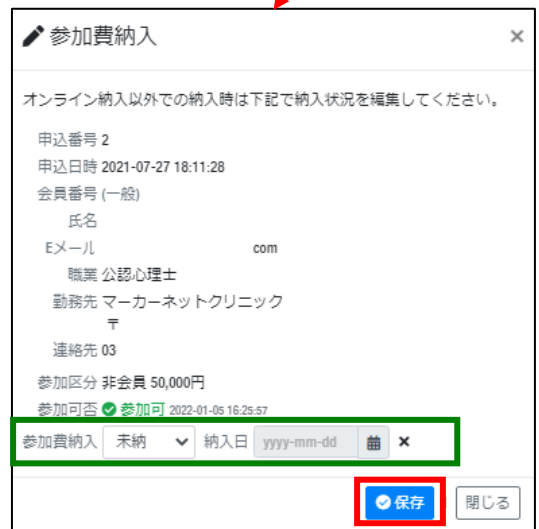 参加費納入 ×
オンライン納入以外での納入時は下記で納入状況を編集してください。
申込番号 2
申込日時 2021-07-27 18:11:28
会員番号 (一般)
氏名
Eメール com
職業 公認心理士
勤務先 マーカーネットクリニック
〒
連絡先 03
参加区分 非会員 50,000円
参加可否 参加可 2022-01-05 16:25:57
参加費納入 未納 納入日 yyyy-mm-dd ×
保存 閉じる